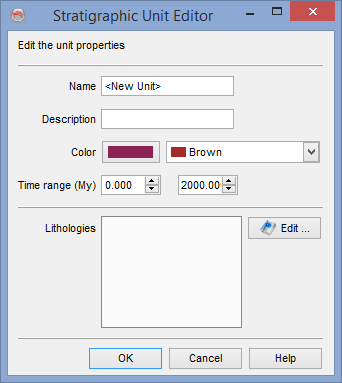 Stratigraphic Unit Editor
Edit the unit properties
Name <New Unit>
Description
Color Brown
Time range (My) 0.000 2000.00
Lithologies Edit ...
OK Cancel Help